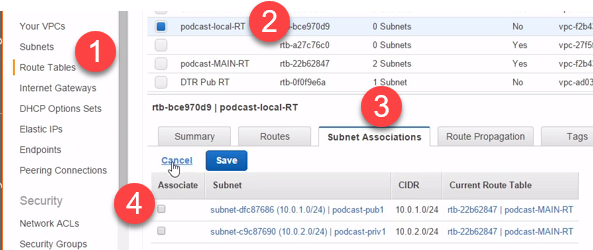 Your VPCs
Subnets
Route Tables
Internet Gateways
DHCP Options Sets
Elastic IPs
Endpoints
Peering Connections
Security
Network ACLs
Security Groups
1
podcast-local-RT rtb-bce970d9 0 Subnets No vpc-f2b4
2
rtb-a27c76c0 0 Subnets Yes vpc-27f5
podcast-MAIN-RT rtb-22b62847 2 Subnets Yes vpc-f2b4
DTR Pub RT rtb-0f0f9e6a 1 Subnet No vpc-ad03
rtb-bce970d9 | podcast-local-RT
3
Summary Routes Subnet Associations Route Propagation Tags
Cancel Save
Associate Subnet CIDR Current Route Table
4
subnet-dfc87686 (10.0.1.0/24) | podcast-pub1 10.0.1.0/24 rtb-22b62847 | podcast-MAIN-RT
subnet-c9c87690 (10.0.2.0/24) | podcast-priv1 10.0.2.0/24 rtb-22b62847 | podcast-MAIN-RT